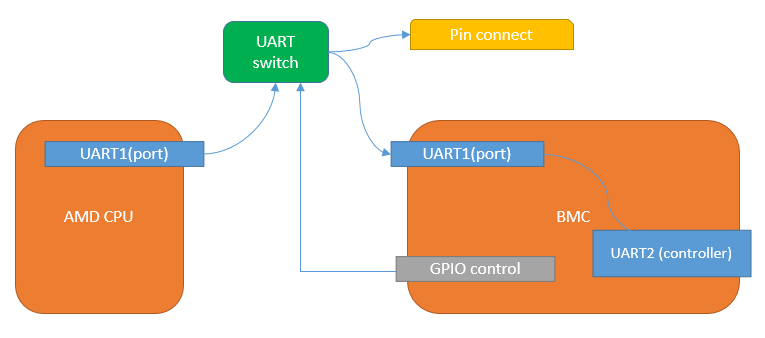 UART
switch
Pin connect
UART1(port)
UART1(port)
AMD CPU
BMC
UART2 (controller)
GPIO control